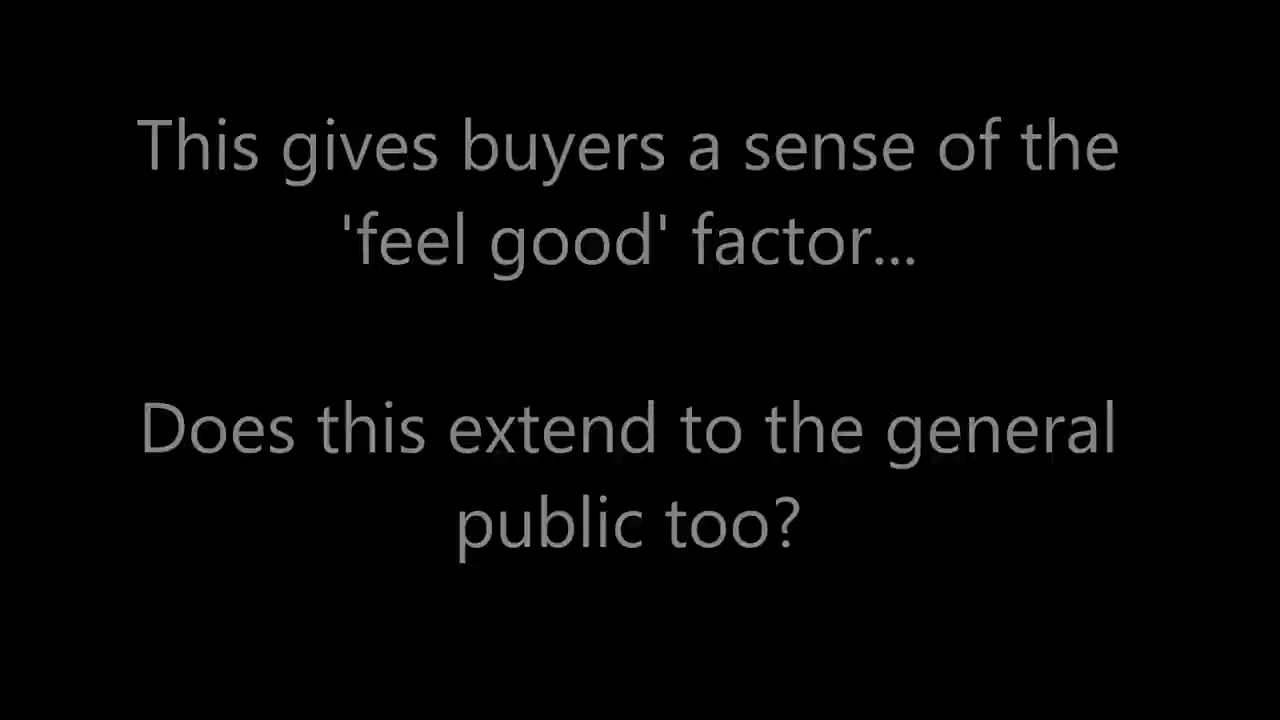 This gives buyers a sense of the
'feel good' factor...
Does this extend to the general
public too?